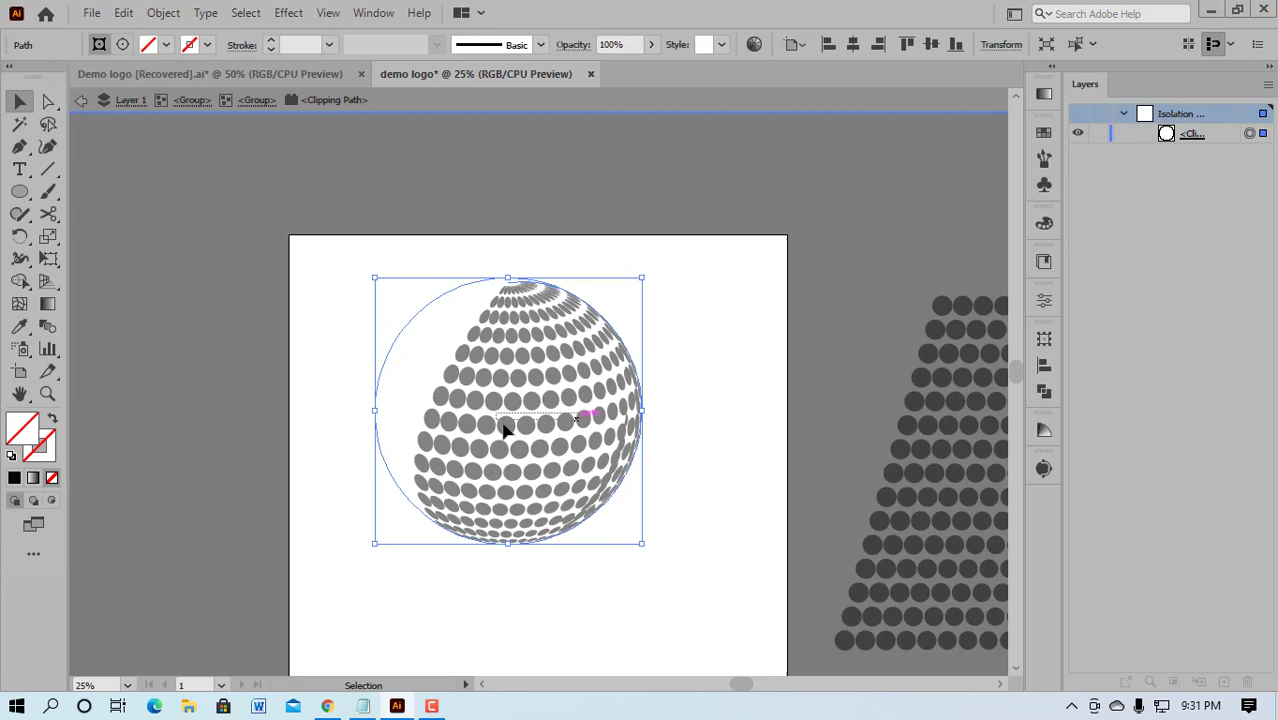 Ai File Edit Object Type Select Effect View Window Help Search Adobe Help
Path Stroke: Basic Opacity: 100% Style: Transform
Demo logo [Recovered].ai* @ 50% (RGB/CPU Preview) × demo logo* @ 25% (RGB/CPU Preview) ×
Layer 1 <Group> <Group> <Clipping Path>
Layers
Isolation ...
<Cli...
25% 1 Selection
9:31 PM